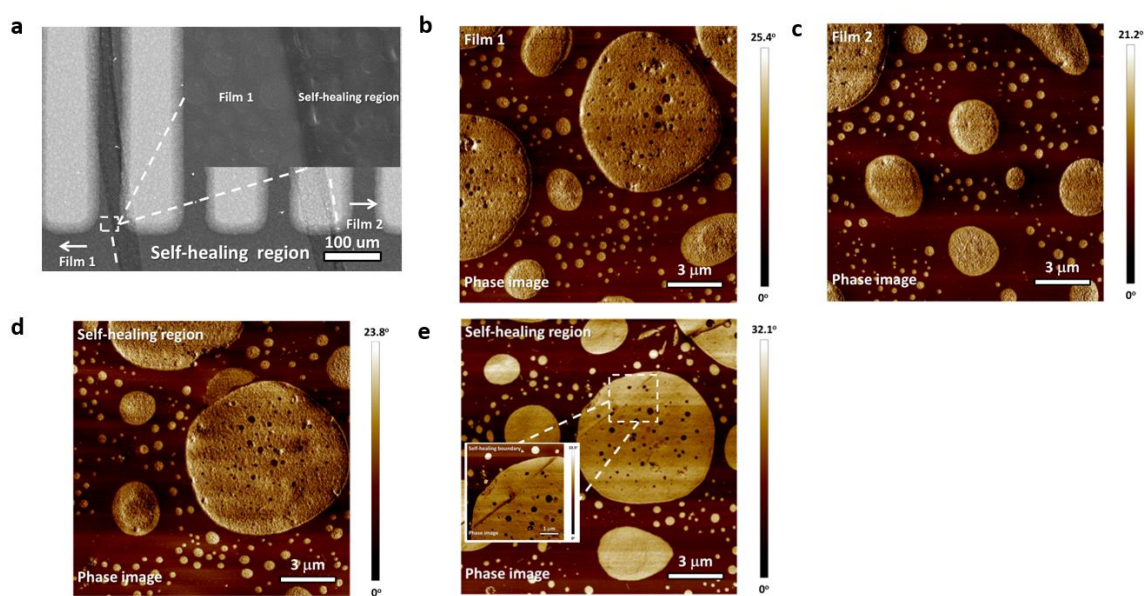 a
Film 1
Self-healing region
Film 1
Self-healing region
Film 2
100 um
b
Film 1
Phase image
3 μm
25.4°
0°
c
Film 2
Phase image
3 μm
21.2°
0°
d
Self-healing region
Phase image
3 μm
23.8°
0°
e
Self-healing region
Self-healing boundary
Phase image
1 μm
Phase image
3 μm
32.1°
0°